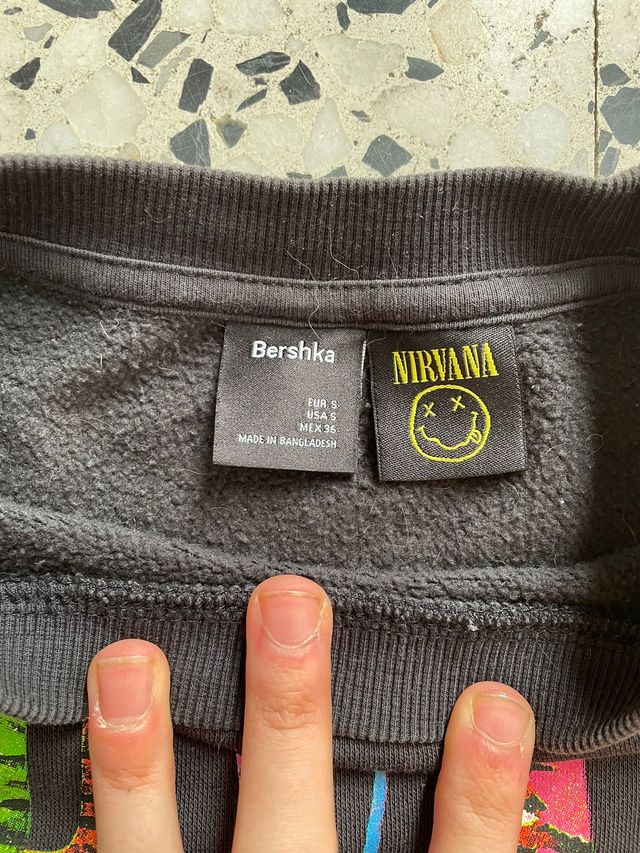 Bershka
EUR S
USA S
MEX 36
MADE IN BANGLADESH
NIRVANA